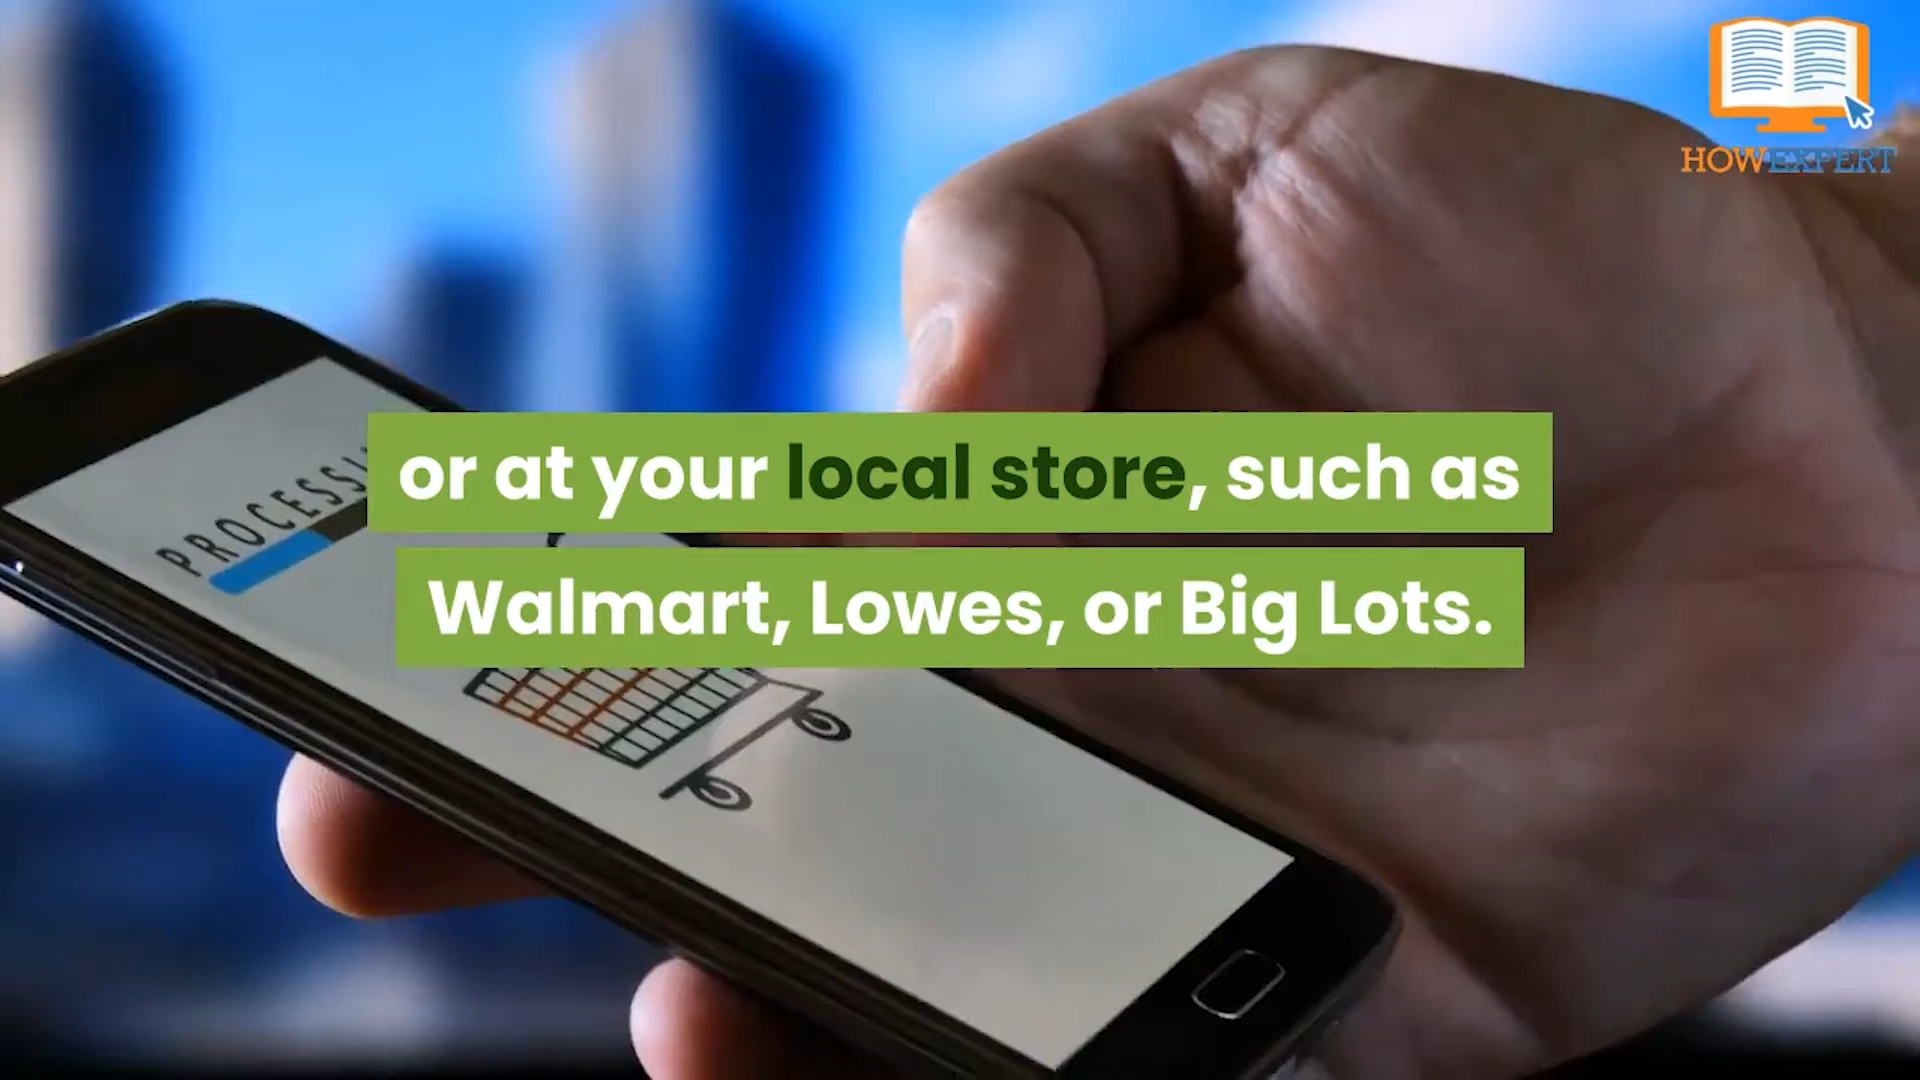 HOWEXPERT
or at your local store, such as
Walmart, Lowes, or Big Lots.